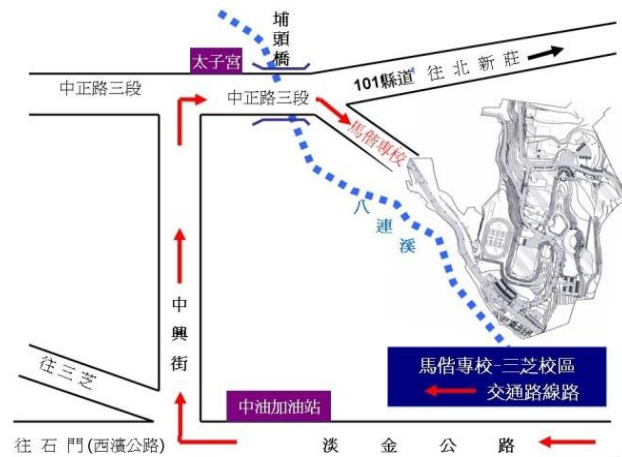 埔頭橋
太子宮
101縣道 往北新莊
中正路三段
中正路三段
馬偕專校
八連溪
中興街
往三芝
馬偕專校-三芝校區
交通路線路
中油加油站
往石門(西濱公路)
淡金公路